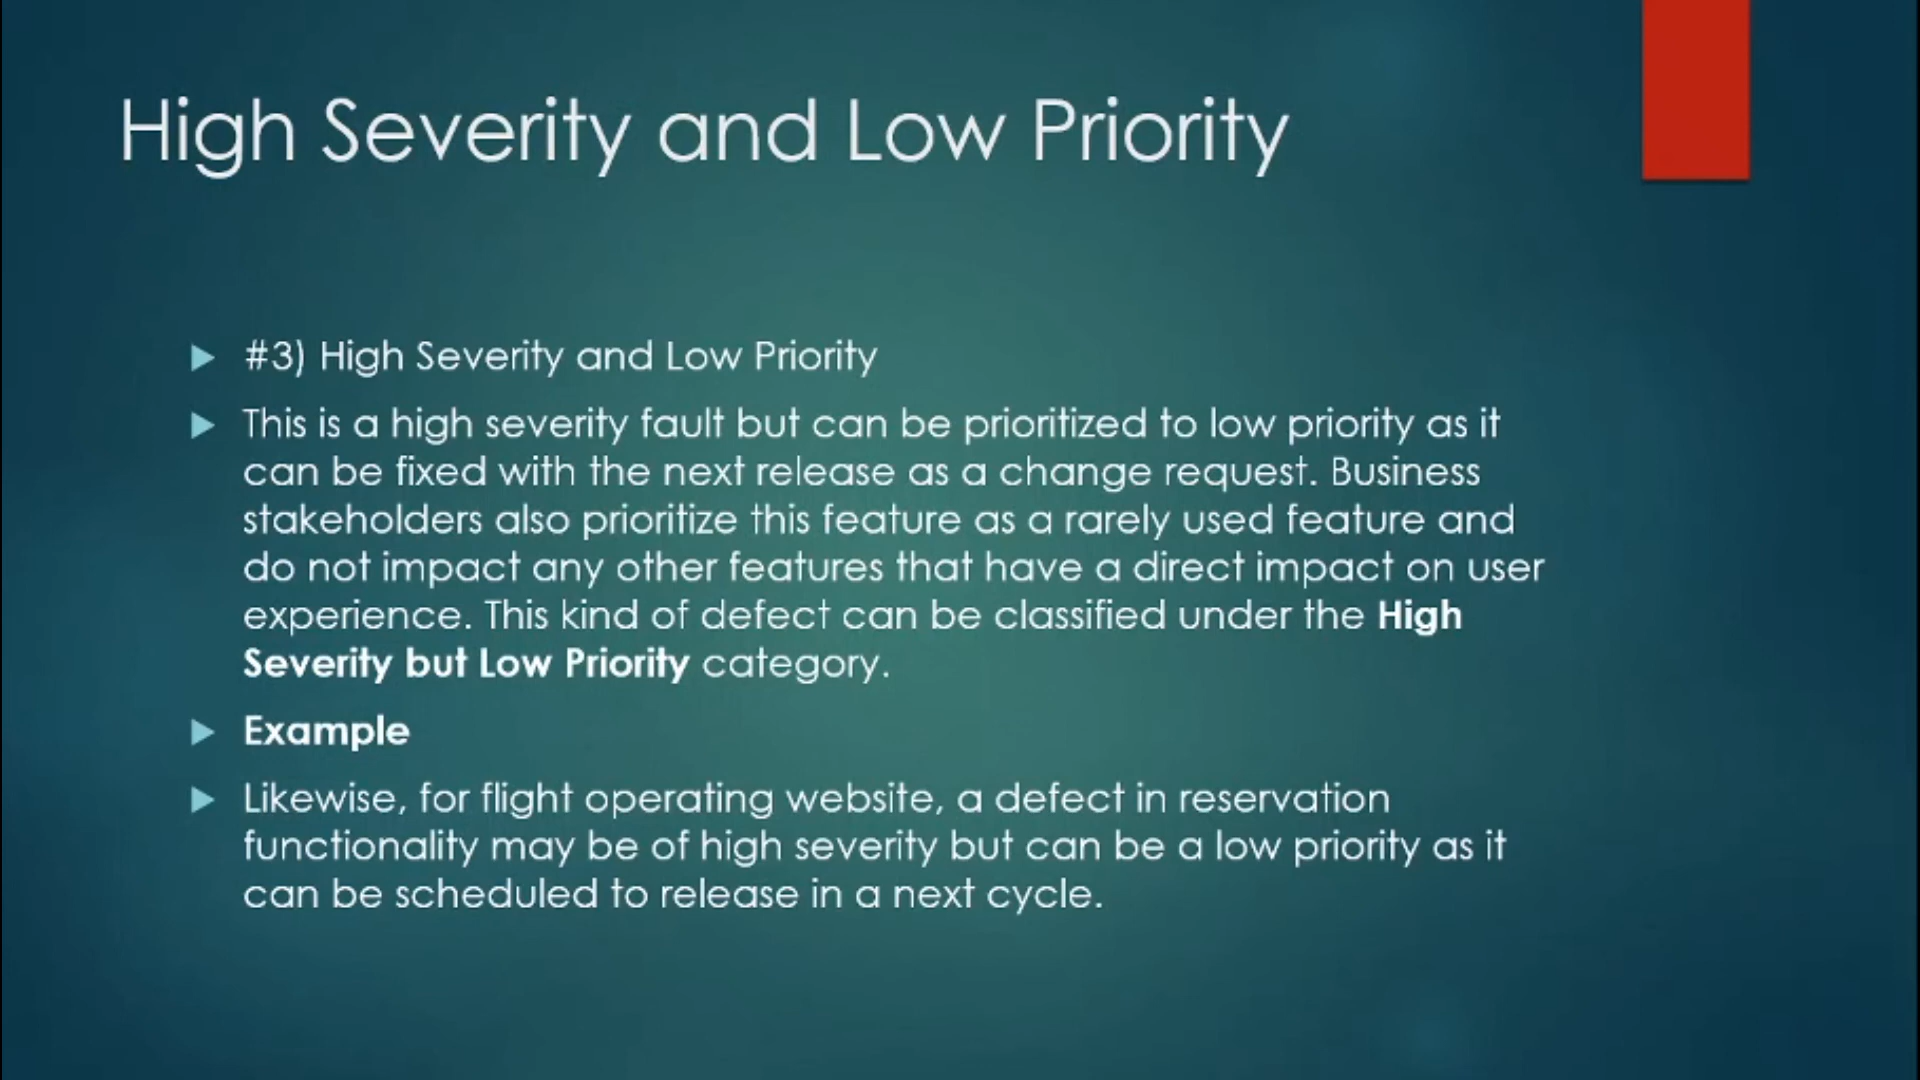 High Severity and Low Priority
#3) High Severity and Low Priority
This is a high severity fault but can be prioritized to low priority as it
can be fixed with the next release as a change request. Business
stakeholders also prioritize this feature as a rarely used feature and
do not impact any other features that have a direct impact on user
experience. This kind of defect can be classified under the High
Severity but Low Priority category.
Example
Likewise, for flight operating website, a defect in reservation
functionality may be of high severity but can be a low priority as it
can be scheduled to release in a next cycle.